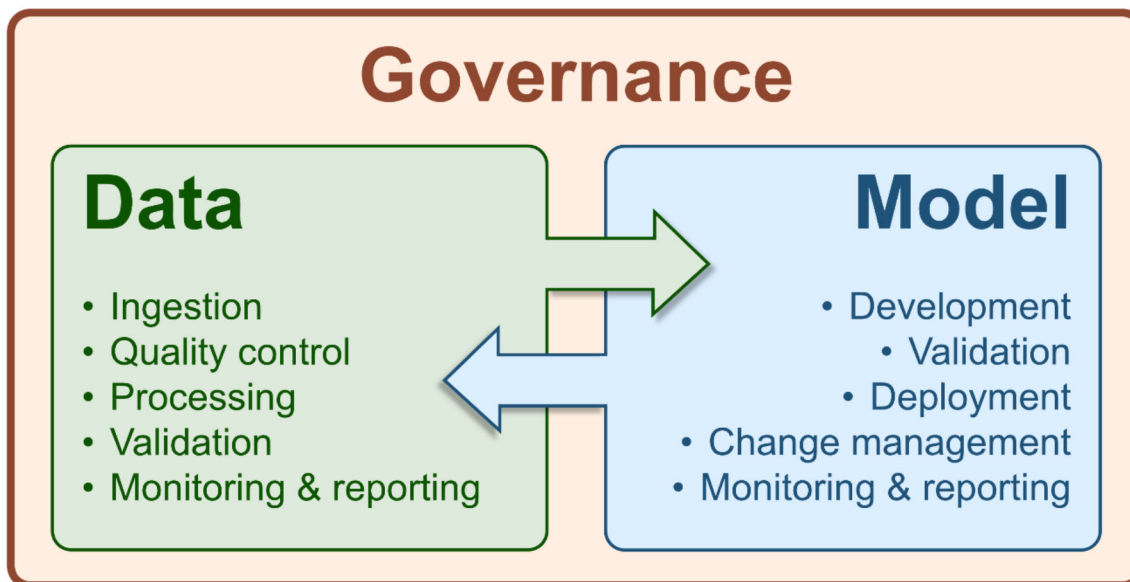 Governance
Data
• Ingestion
• Quality control
• Processing
• Validation
• Monitoring & reporting
Model
• Development
• Validation
• Deployment
• Change management
• Monitoring & reporting